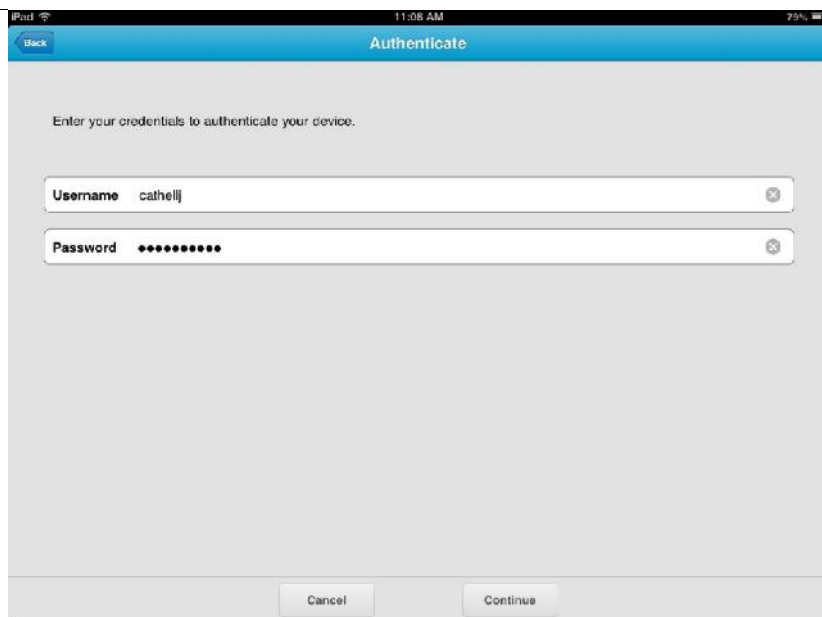 iPad 11:08 AM 79%
Back Authenticate
Enter your credentials to authenticate your device.
Username cathellj
Password ••••••••••
Cancel Continue